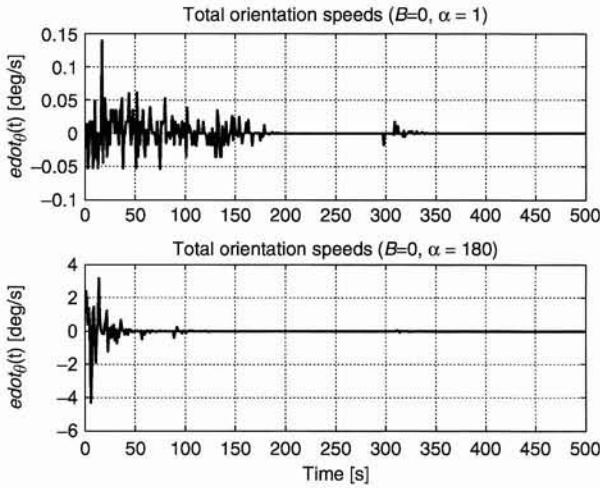 Total orientation speeds (B=0, α = 1)
edotθ(t) [deg/s]
0.15
0.1
0.05
0
−0.05
−0.1
0 50 100 150 200 250 300 350 400 450 500
Total orientation speeds (B=0, α = 180)
edotθ(t) [deg/s]
4
2
0
−2
−4
−6
0 50 100 150 200 250 300 350 400 450 500
Time [s]